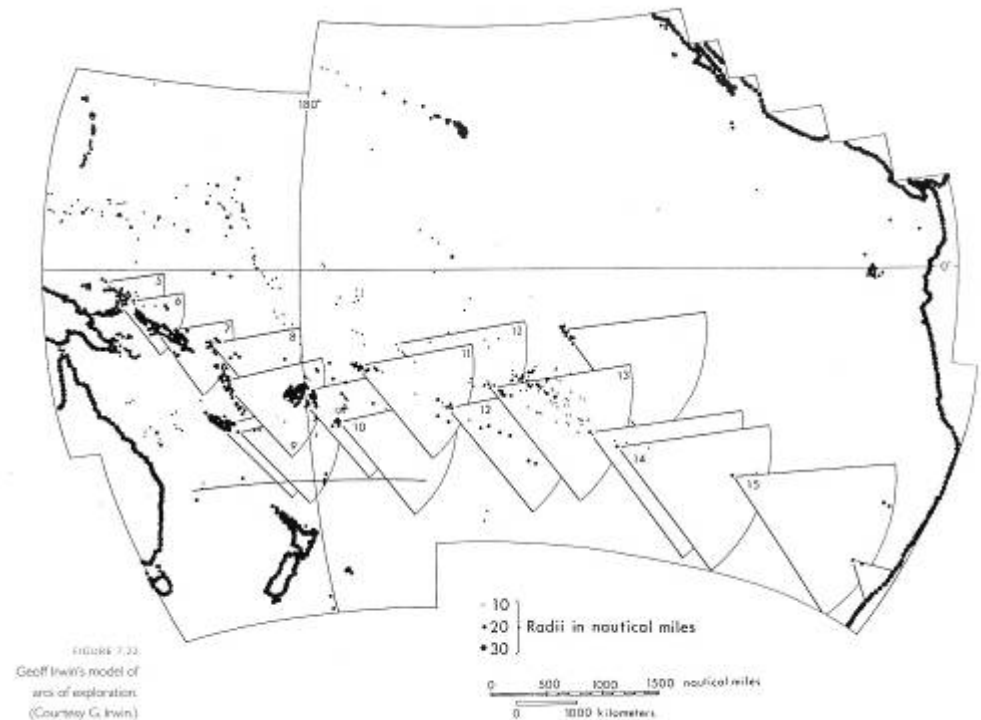 180°
0°
5
6
7
8
9
10
11
12
12
13
14
15
10
20
30
Radii in nautical miles
0 500 1000 1500 nautical miles
0 1000 kilometers
FIGURE 7.22
Geoff Irwin's model of
arcs of exploration.
(Courtesy G. Irwin.)